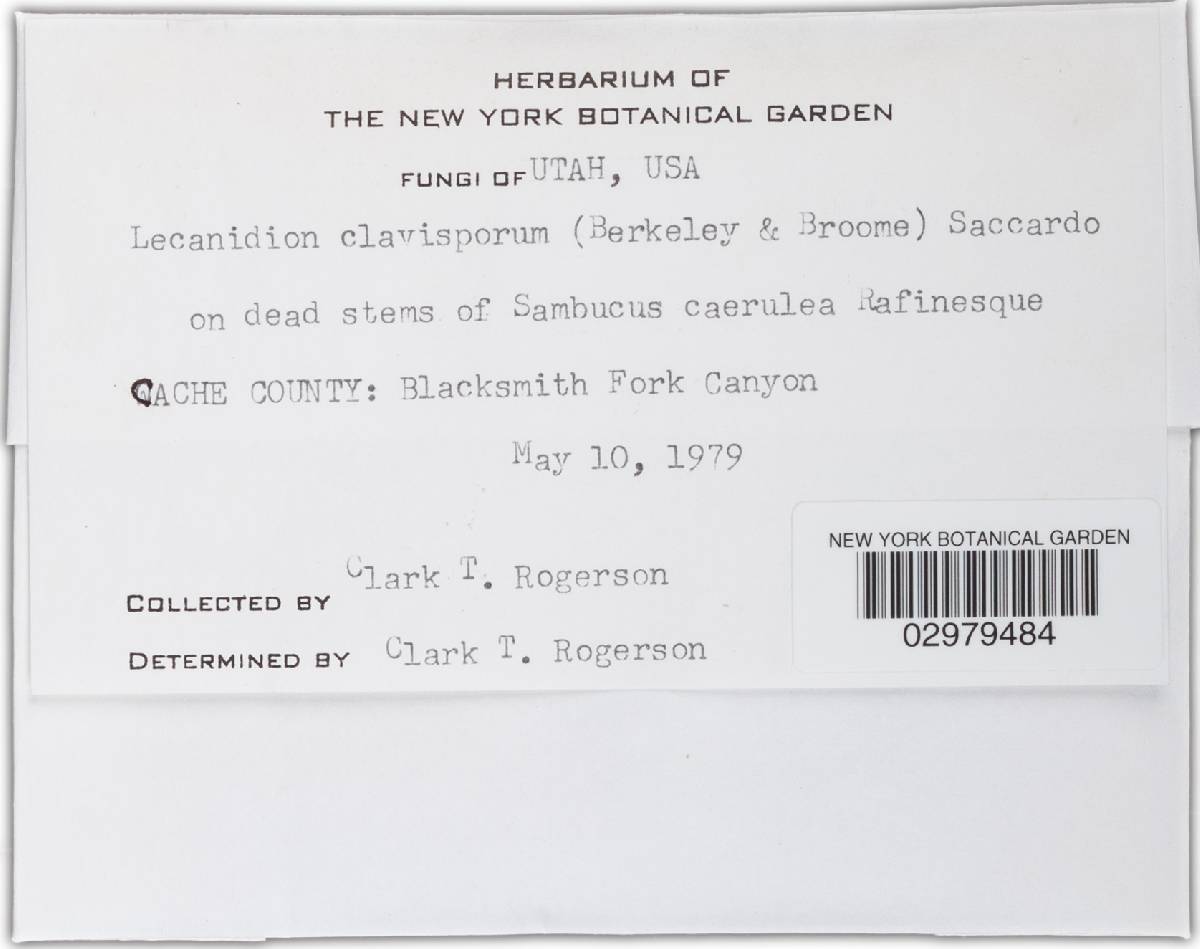 HERBARIUM OF
THE NEW YORK BOTANICAL GARDEN
FUNGI OF UTAH, USA
Lecanidion clavisporum (Berkeley & Broome) Saccardo
on dead stems of Sambucus caerulea Rafinesque
CACHE COUNTY: Blacksmith Fork Canyon
May 10, 1979
COLLECTED BY Clark T. Rogerson
DETERMINED BY Clark T. Rogerson
NEW YORK BOTANICAL GARDEN
02979484